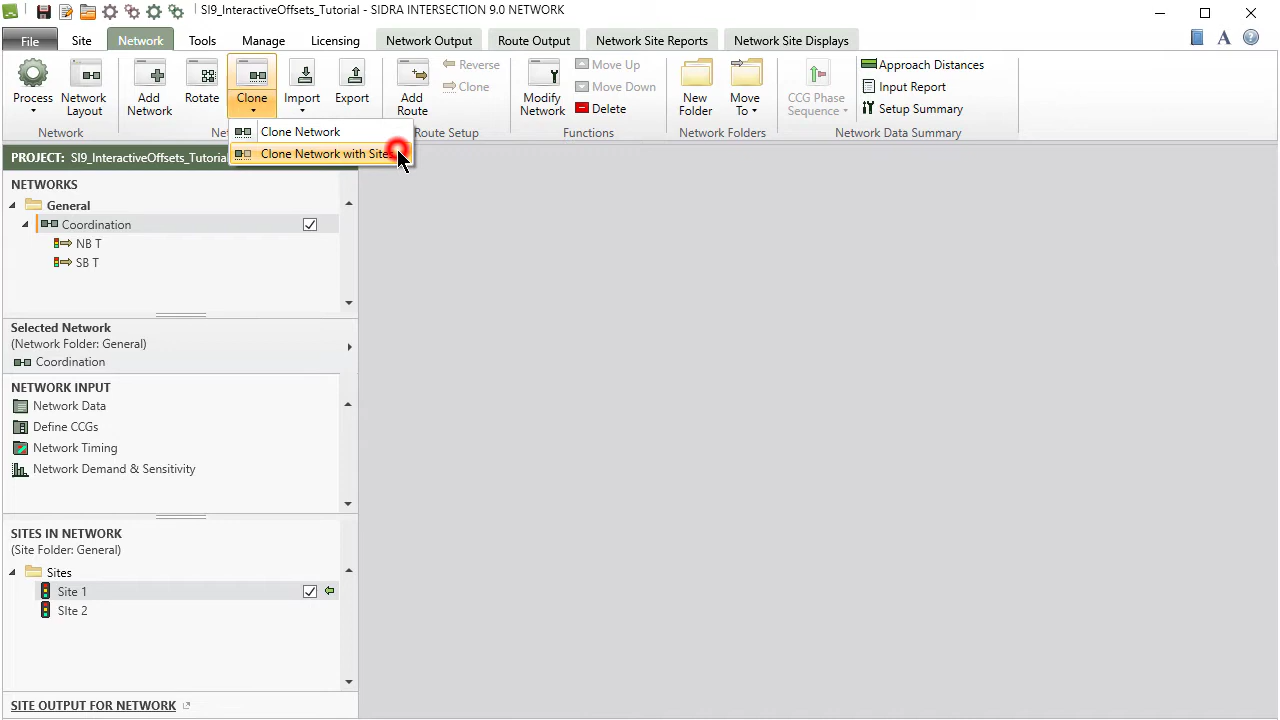 SI9_InteractiveOffsets_Tutorial - SIDRA INTERSECTION 9.0 NETWORK
File Site Network Tools Manage Licensing Network Output Route Output Network Site Reports Network Site Displays
Process
Network Layout
Add Network
Rotate
Clone
Import
Export
Add Route
Reverse
Clone
Modify Network
Move Up
Move Down
Delete
New Folder
Move To
CCG Phase Sequence
Approach Distances
Input Report
Setup Summary
Network
Net
Route Setup
Functions
Network Folders
Network Data Summary
Clone Network
Clone Network with Sites
PROJECT: SI9_InteractiveOffsets_Tutorial
NETWORKS
General
Coordination
NB T
SB T
Selected Network
(Network Folder: General)
Coordination
NETWORK INPUT
Network Data
Define CCGs
Network Timing
Network Demand & Sensitivity
SITES IN NETWORK
(Site Folder: General)
Sites
Site 1
SIte 2
SITE OUTPUT FOR NETWORK